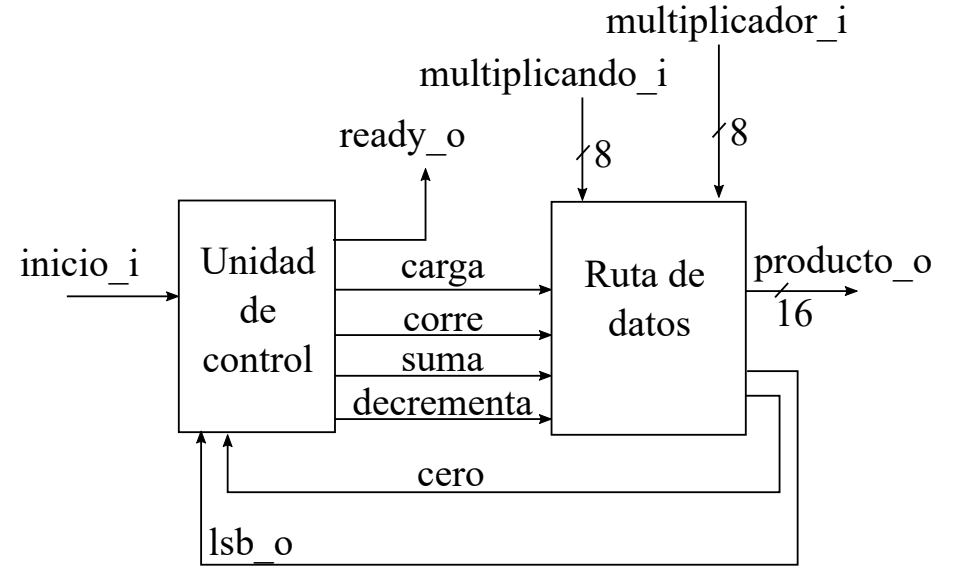 multiplicador_i
multiplicando_i
8
ready_o
8
inicio_i
Unidad
de
control
carga
corre
suma
decrementa
Ruta de
datos
producto_o
16
cero
lsb_o